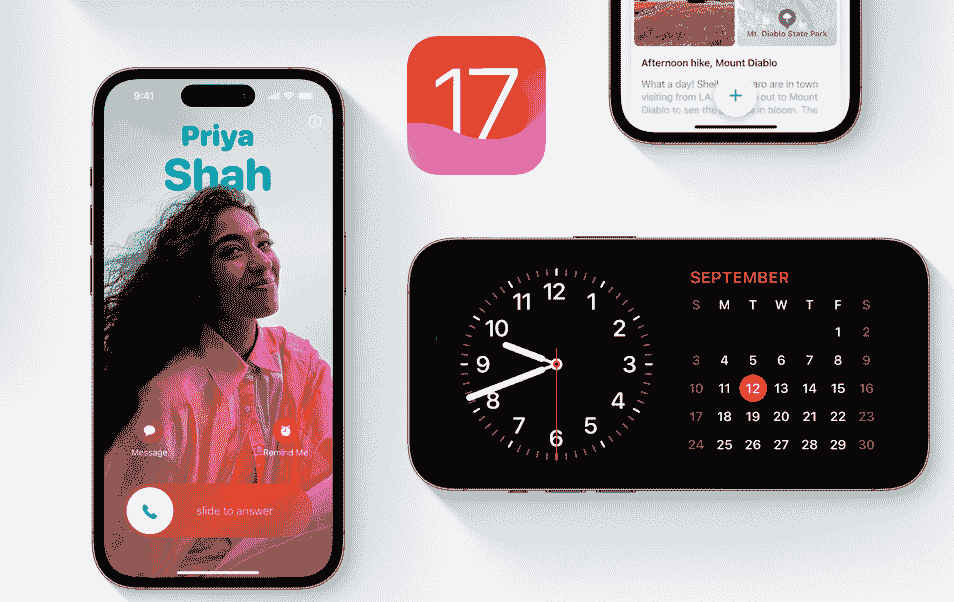 9:41
Priya
Shah
Message
Remind Me
slide to answer
17
Mt. Diablo State Park
Afternoon hike, Mount Diablo
What a day! Shei ro are in town
visiting from LA. out to Mount
Diablo to see the in bloom. The
12
1
2
3
4
5
6
7
8
9
10
11
SEPTEMBER
S M T W T F S
1 2
3 4 5 6 7 8 9
10 11 12 13 14 15 16
17 18 19 20 21 22 23
24 25 26 27 28 29 30